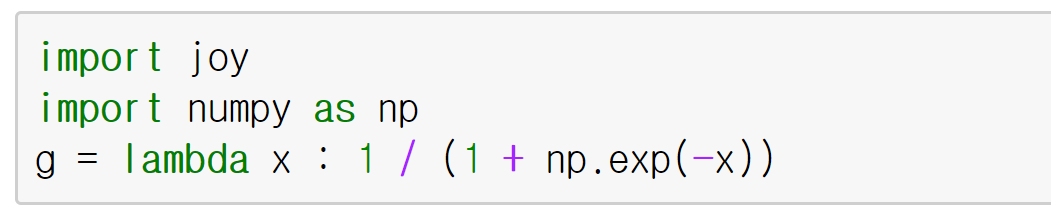 import joy
import numpy as np
g = lambda x : 1 / (1 + np.exp(-x))